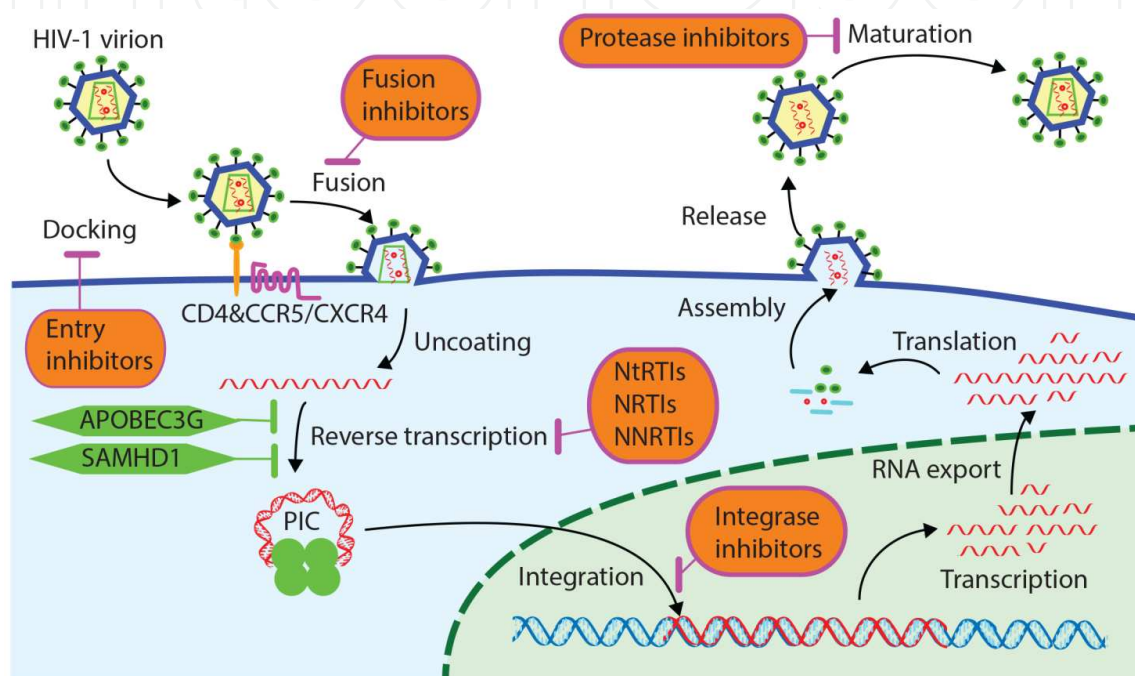 HIV-1 virion
Fusion
inhibitors
Protease inhibitors
Maturation
Fusion
Docking
Release
CD4&CCR5/CXCR4
Entry
inhibitors
Uncoating
Assembly
Translation
NtRTIs
NRTIs
NNRTIs
APOBEC3G
SAMHD1
Reverse transcription
RNA export
PIC
Integrase
inhibitors
Integration
Transcription